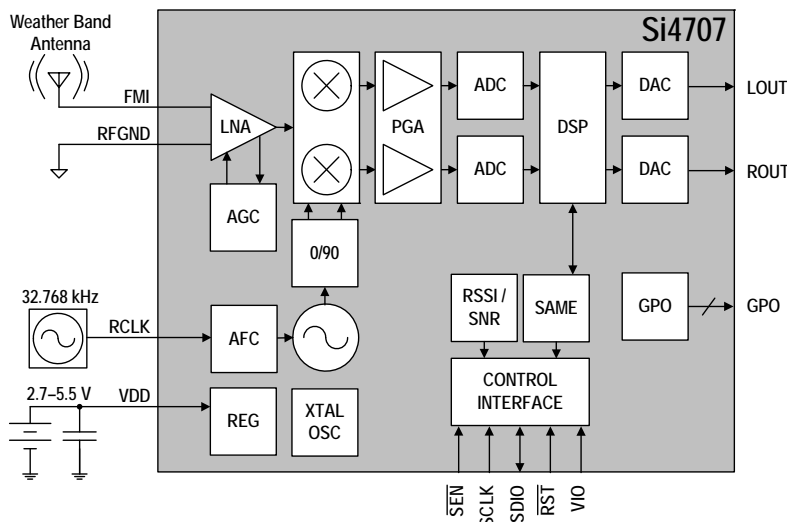 Weather Band
Antenna
Si4707
FMI
RFGND
LNA
AGC
PGA
ADC
ADC
DSP
DAC
DAC
LOUT
ROUT
0/90
32.768 kHz
RCLK
AFC
RSSI /
SNR
SAME
GPO
GPO
2.7–5.5 V
VDD
REG
XTAL
OSC
CONTROL
INTERFACE
SEN
SCLK
SDIO
RST
VIO